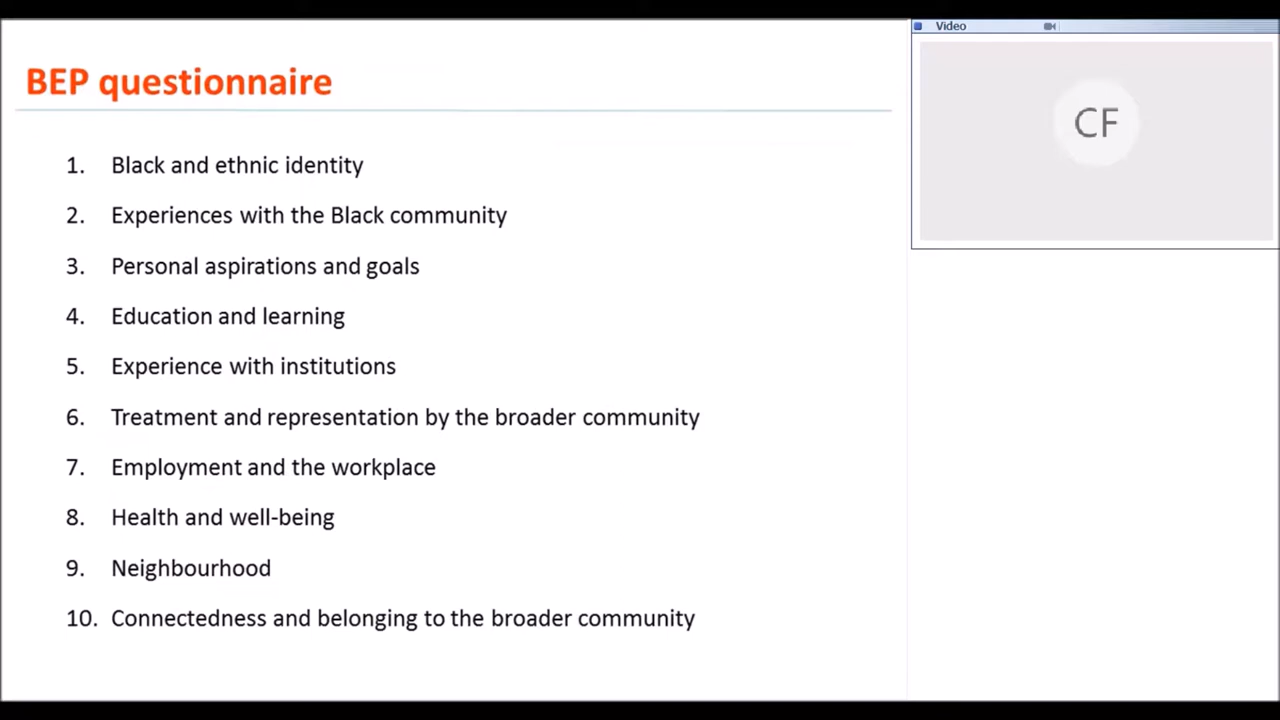 BEP questionnaire
1. Black and ethnic identity
2. Experiences with the Black community
3. Personal aspirations and goals
4. Education and learning
5. Experience with institutions
6. Treatment and representation by the broader community
7. Employment and the workplace
8. Health and well-being
9. Neighbourhood
10. Connectedness and belonging to the broader community
Video
CF